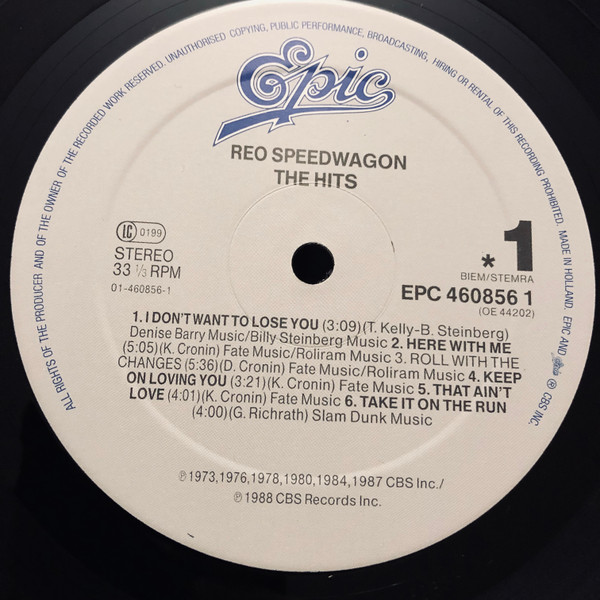 ALL RIGHTS OF THE PRODUCER AND OF THE OWNER OF THE RECORDED WORK RESERVED. UNAUTHORISED COPYING, PUBLIC PERFORMANCE, BROADCASTING, HIRING OR RENTAL OF THIS RECORDING PROHIBITED. MADE IN HOLLAND. EPIC AND Epic ® CBS INC.
Epic
REO SPEEDWAGON
THE HITS
LC 0199
STEREO
33 1/3 RPM
01-460856-1
* 1
BIEM/STEMRA
EPC 460856 1
(OE 44202)
1. I DON'T WANT TO LOSE YOU (3:09)(T. Kelly-B. Steinberg)
Denise Barry Music/Billy Steinberg Music 2. HERE WITH ME
(5:05)(K. Cronin) Fate Music/Roliram Music 3. ROLL WITH THE
CHANGES (5:36)(D. Cronin) Fate Music/Roliram Music 4. KEEP
ON LOVING YOU (3:21)(K. Cronin) Fate Music 5. THAT AIN'T
LOVE (4:01)(K. Cronin) Fate Music 6. TAKE IT ON THE RUN
(4:00)(G. Richrath) Slam Dunk Music
℗ 1973,1976,1978,1980,1984,1987 CBS Inc./
℗ 1988 CBS Records Inc.